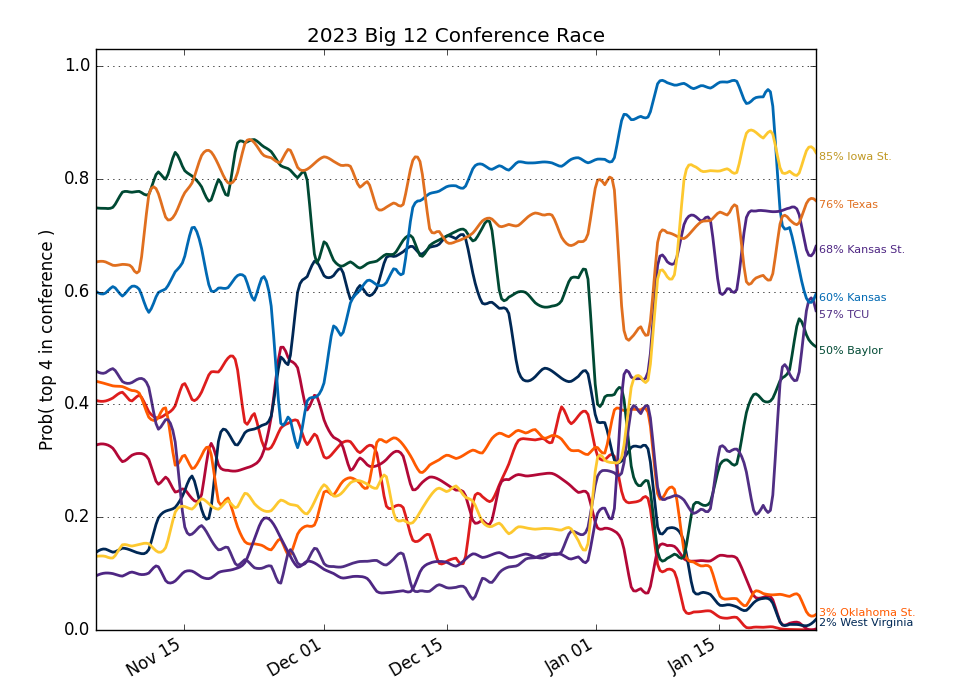 2023 Big 12 Conference Race
Prob( top 4 in conference )
1.0
0.8
0.6
0.4
0.2
0.0
Nov 15
Dec 01
Dec 15
Jan 01
Jan 15
85% Iowa St.
76% Texas
68% Kansas St.
60% Kansas
57% TCU
50% Baylor
3% Oklahoma St.
2% West Virginia